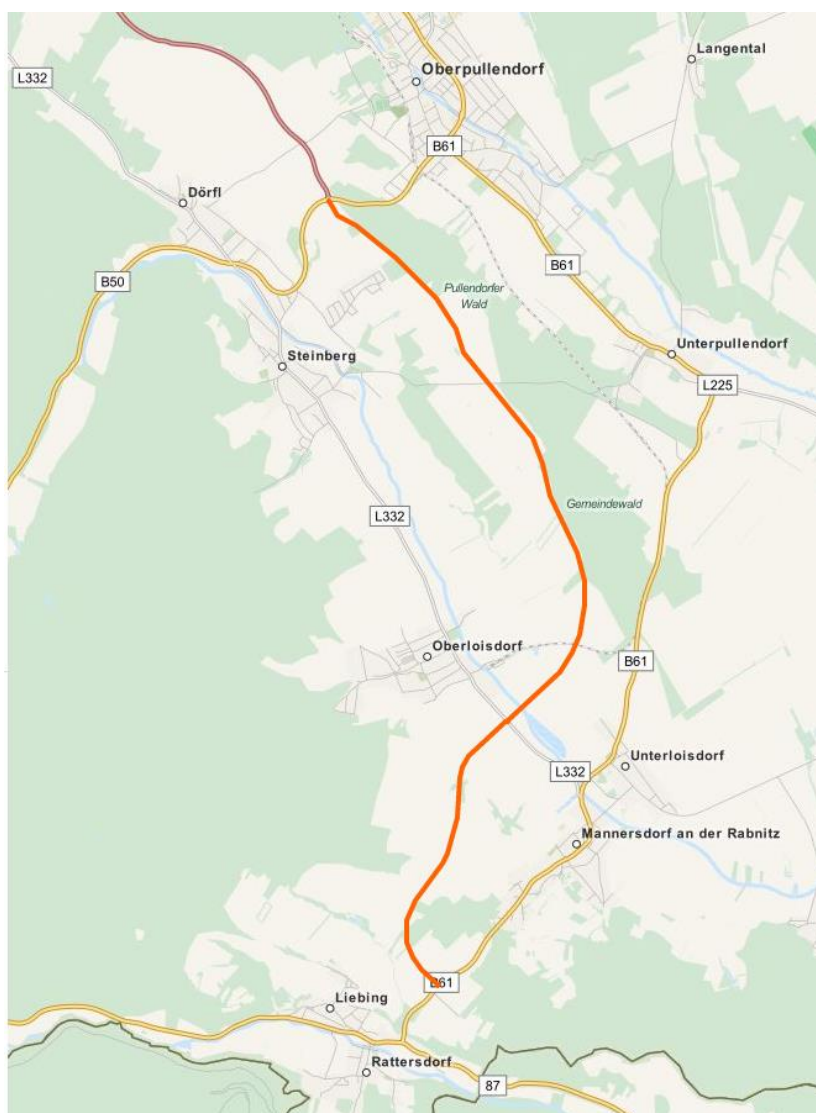 Langental
Oberpullendorf
L332
B61
Dörfl
B61
B50
Pullendorfer
Wald
Unterpullendorf
Steinberg
L225
Gemeindewald
L332
Oberloisdorf
B61
Unterloisdorf
L332
Mannersdorf an der Rabnitz
B61
Liebing
Rattersdorf
87